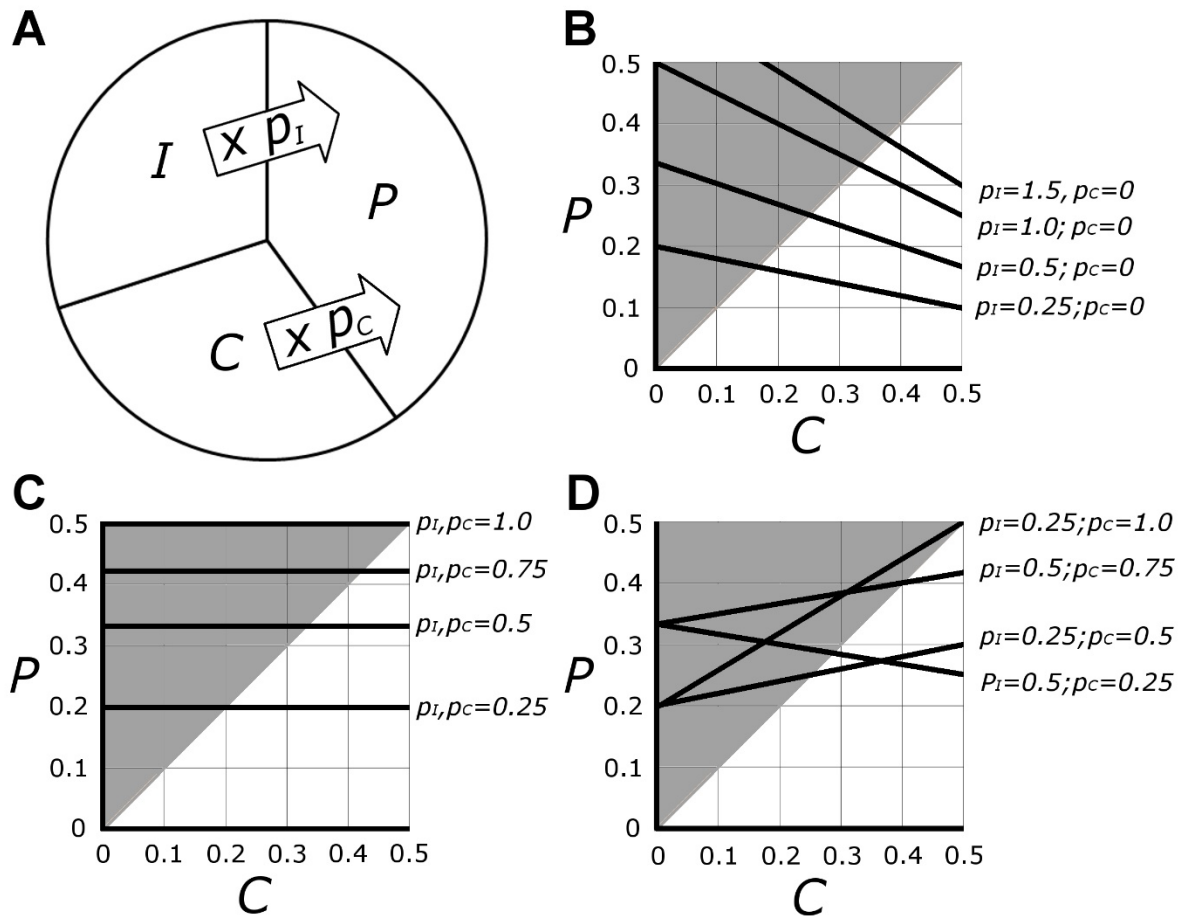 A
I
x pI
P
C
x pC
B
P
0.5
0.4
0.3
0.2
0.1
0
0 0.1 0.2 0.3 0.4 0.5
C
pI=1.5, pC=0
pI=1.0; pC=0
pI=0.5; pC=0
pI=0.25;pC=0
C
P
0.5
0.4
0.3
0.2
0.1
0
0 0.1 0.2 0.3 0.4 0.5
C
pI,pC=1.0
pI,pC=0.75
pI,pC=0.5
pI,pC=0.25
D
P
0.5
0.4
0.3
0.2
0.1
0
0 0.1 0.2 0.3 0.4 0.5
C
pI=0.25;pC=1.0
pI=0.5;pC=0.75
pI=0.25;pC=0.5
PI=0.5;pC=0.25